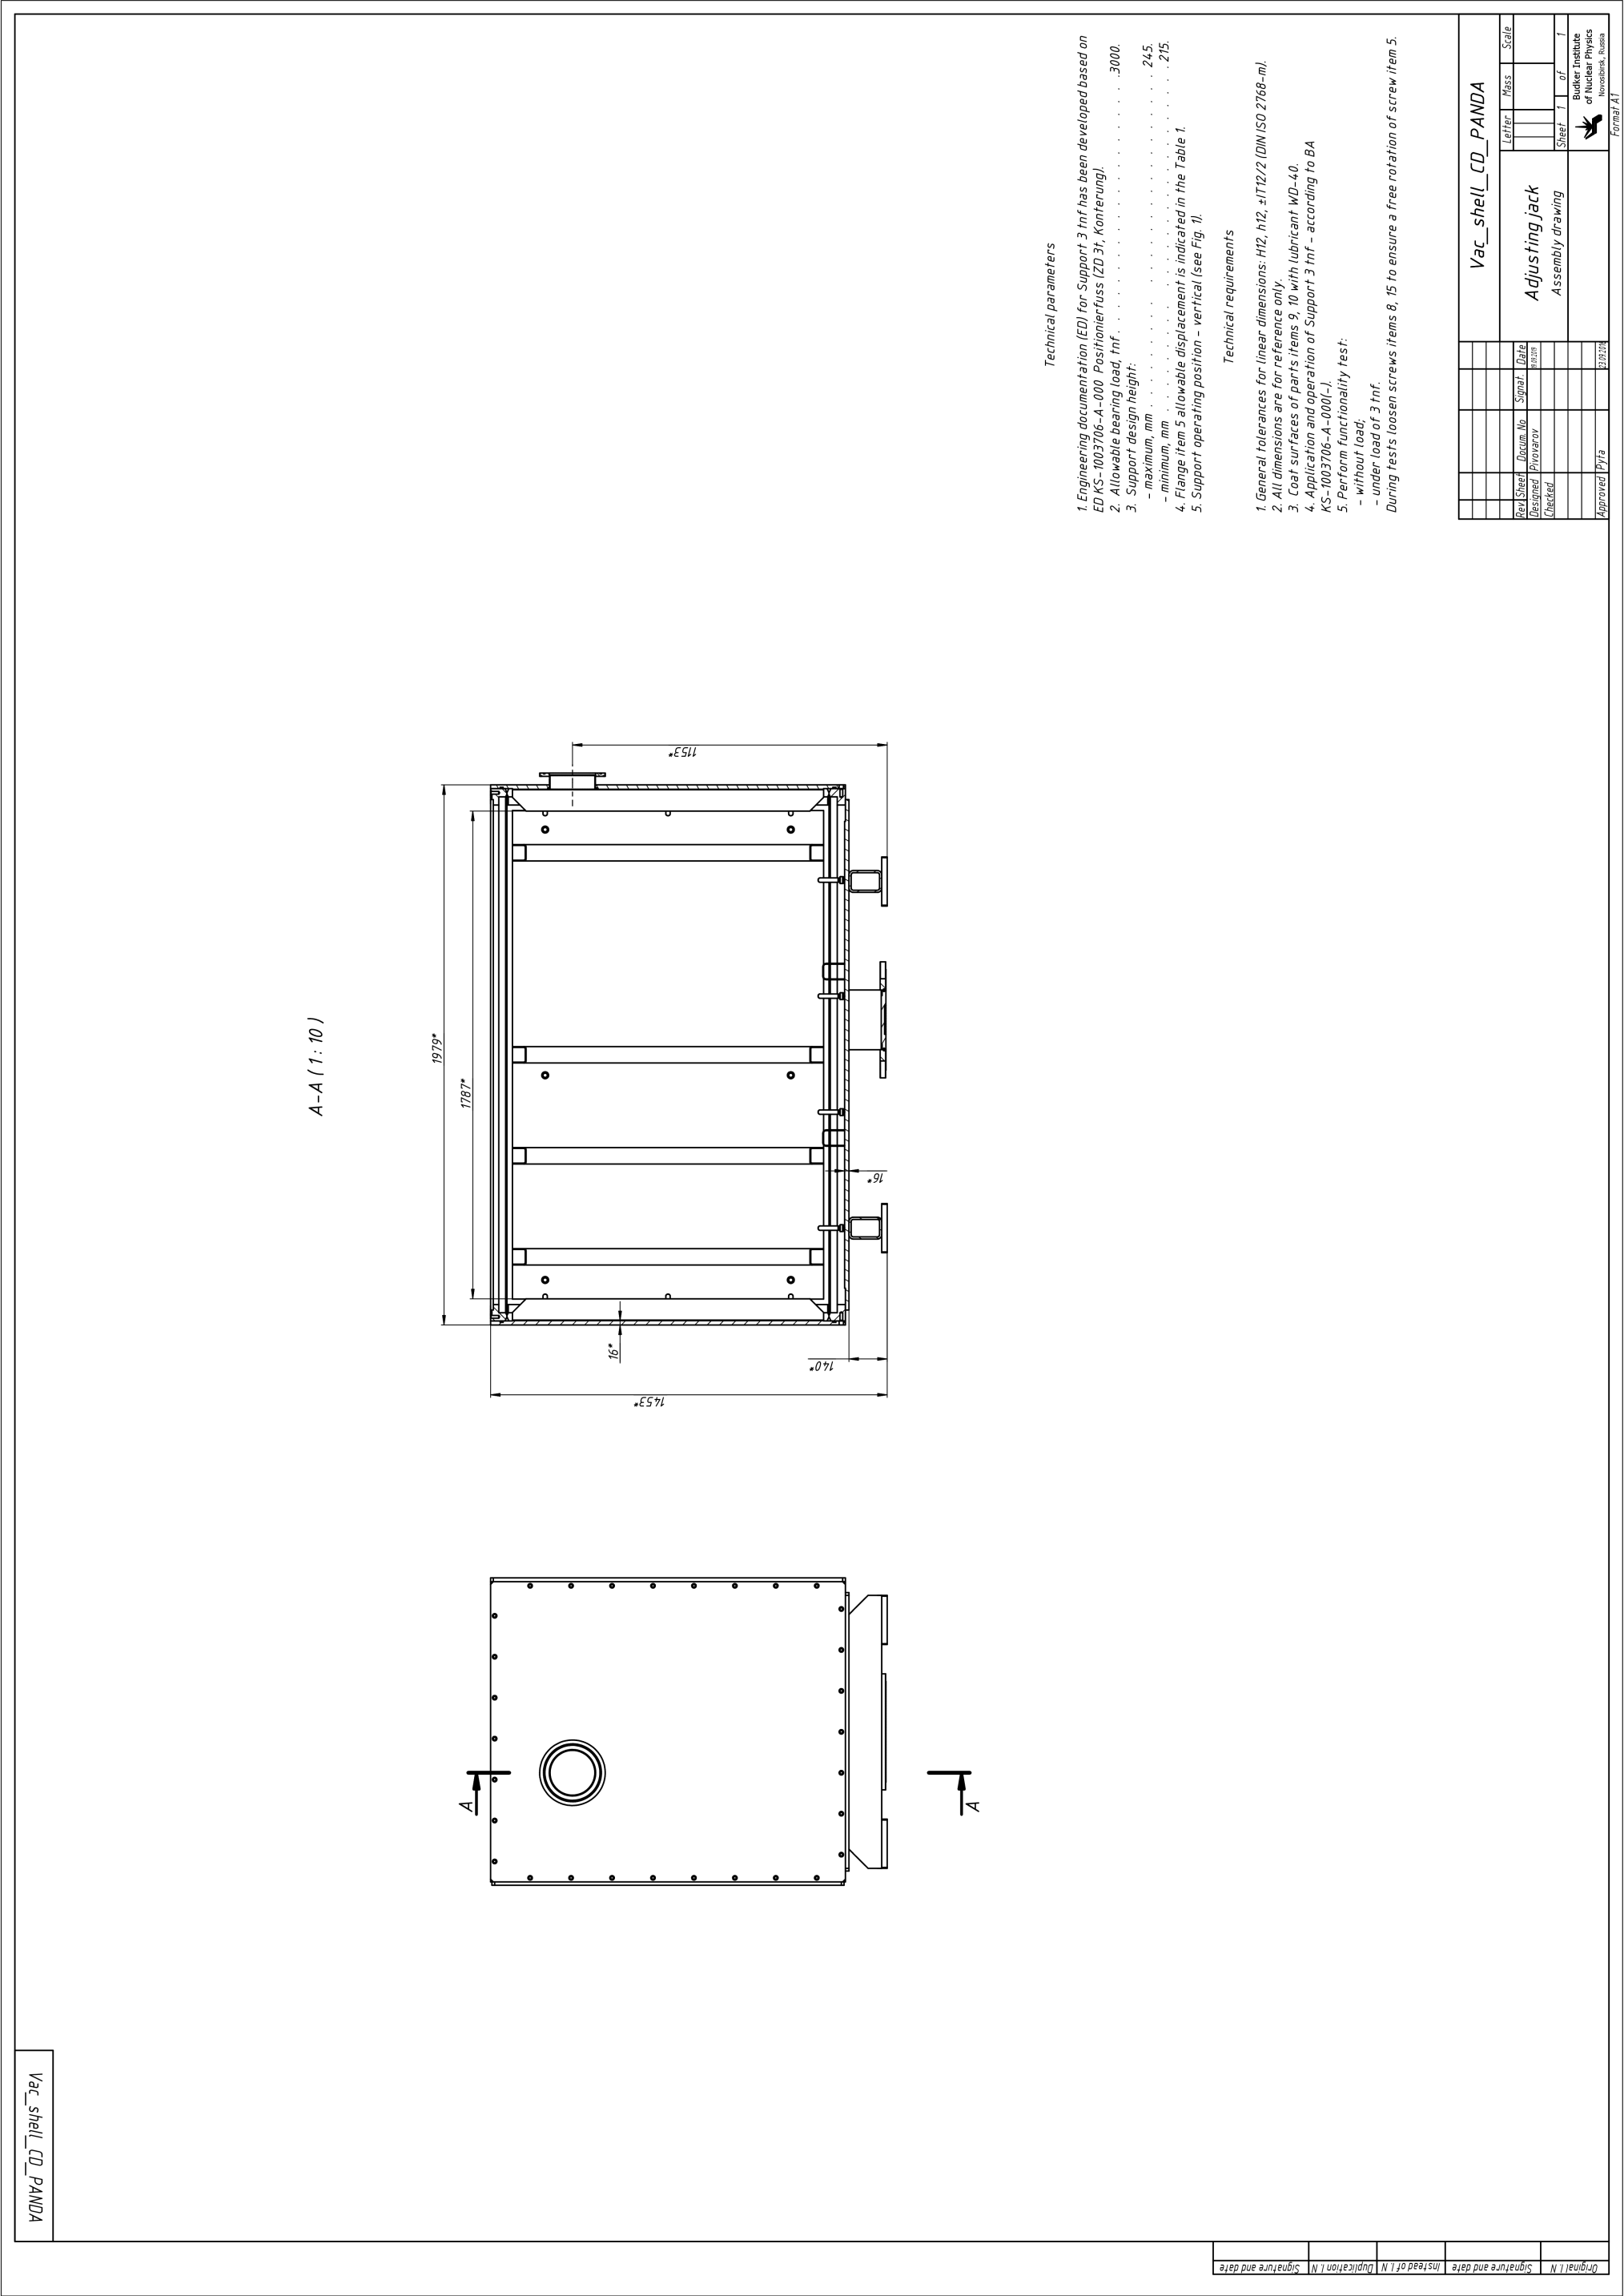 Vac_shell_CD_PANDA
A-A ( 1 : 10 )
1979*
1787*
1153*
16*
16*
140*
1453*
A
A
Technical parameters
1. Engineering documentation (ED) for Support 3 tnf has been developed based on
ED KS-1003706-A-000 Positionierfuss (ZD 3t, Konterung).
2. Allowable bearing load, tnf . . . . . . . . . . . . . . . . . . . . . .3000.
3. Support design height:
- maximum, mm . . . . . . . . . . . . . . . . . . . . . . . 245.
- minimum, mm . . . . . . . . . . . . . . . . . . . . . . . 215.
4. Flange item 5 allowable displacement is indicated in the Table 1.
5. Support operating position - vertical (see Fig. 1).
Technical requirements
1. General tolerances for linear dimensions: H12, h12, ±IT12/2 (DIN ISO 2768-m).
2. All dimensions are for reference only.
3. Coat surfaces of parts items 9, 10 with lubricant WD-40.
4. Application and operation of Support 3 tnf - according to BA
KS-1003706-A-000(-).
5. Perform functionality test:
- without load;
- under load of 3 tnf.
During tests loosen screws items 8, 15 to ensure a free rotation of screw item 5.
Vac_shell_CD_PANDA
Rev. Sheet Docum. No Signat. Date
Designed Pivovarov 19.09.2019
Checked
Approved Pyta 23.09.2016
Adjusting jack
Assembly drawing
Letter Mass Scale
Sheet 1 of 1
Budker Institute
of Nuclear Physics
Novosibirsk, Russia
Format A1
Original I. N
Signature and date
Instead of I. N
Duplication I. N
Signature and date